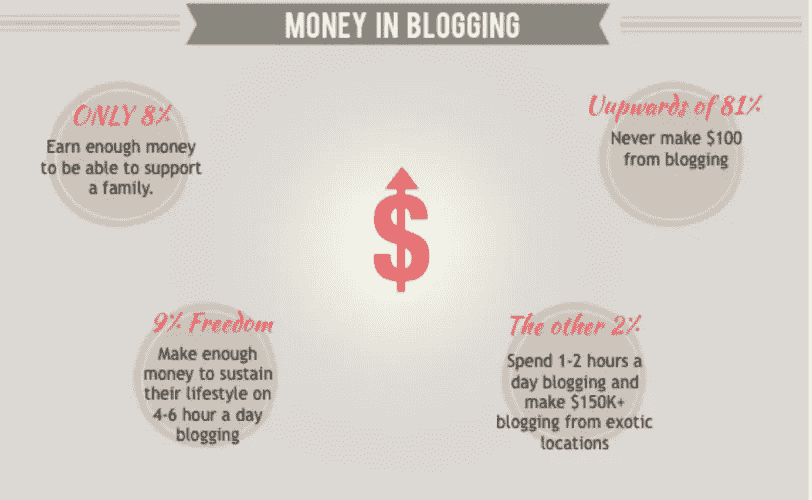 MONEY IN BLOGGING
ONLY 8%
Earn enough money
to be able to support
a family.
Uupwards of 81%
Never make $100
from blogging
$
9% Freedom
Make enough
money to sustain
their lifestyle on
4-6 hour a day
blogging
The other 2%
Spend 1-2 hours a
day blogging and
make $150K+
blogging from exotic
locations